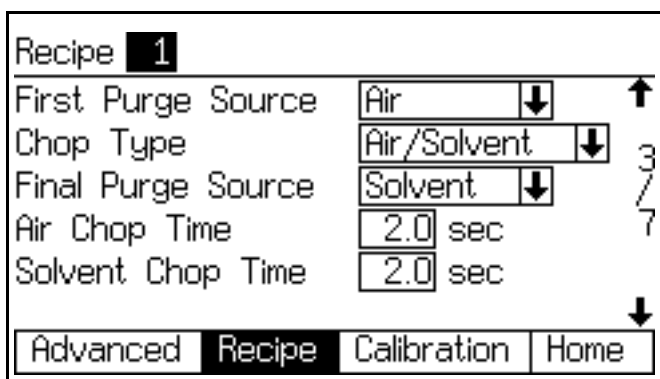 Recipe 1
First Purge Source Air
Chop Type Air/Solvent
Final Purge Source Solvent
Air Chop Time 2.0 sec
Solvent Chop Time 2.0 sec
3/7
Advanced Recipe Calibration Home